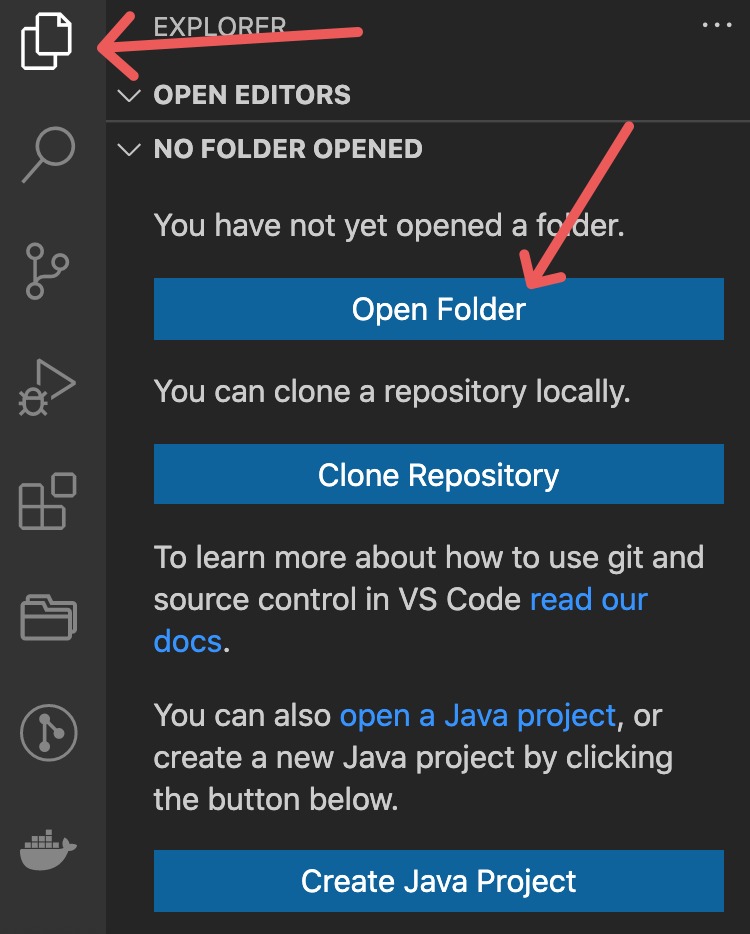 EXPLORER
OPEN EDITORS
NO FOLDER OPENED
You have not yet opened a folder.
Open Folder
You can clone a repository locally.
Clone Repository
To learn more about how to use git and
source control in VS Code read our
docs.
You can also open a Java project, or
create a new Java project by clicking
the button below.
Create Java Project